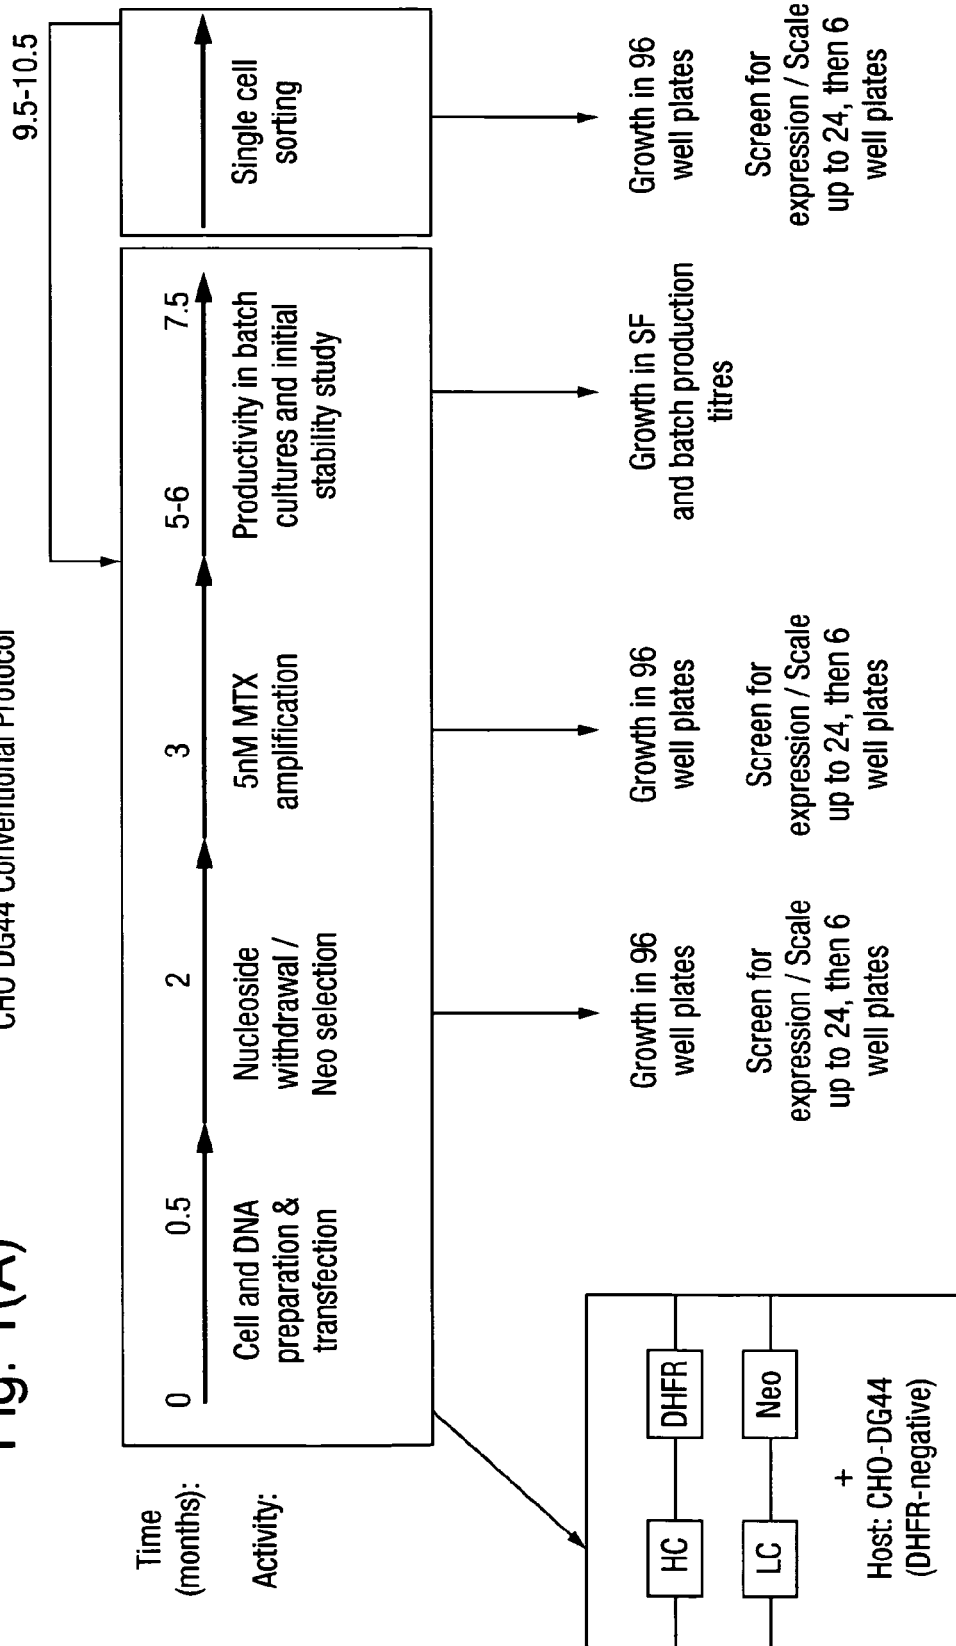 Fig. 1(A)
CHO DG44 Conventional Protocol
9.5-10.5
Time
(months):
0
0.5
2
3
5-6
7.5
Activity:
Cell and DNA
preparation &
transfection
Nucleoside
withdrawal /
Neo selection
5nM MTX
amplification
Productivity in batch
cultures and initial
stability study
Single cell
sorting
HC
DHFR
LC
Neo
+
Host: CHO-DG44
(DHFR-negative)
Growth in 96
well plates
Screen for
expression / Scale
up to 24, then 6
well plates
Growth in 96
well plates
Screen for
expression / Scale
up to 24, then 6
well plates
Growth in SF
and batch production
titres
Growth in 96
well plates
Screen for
expression / Scale
up to 24, then 6
well plates